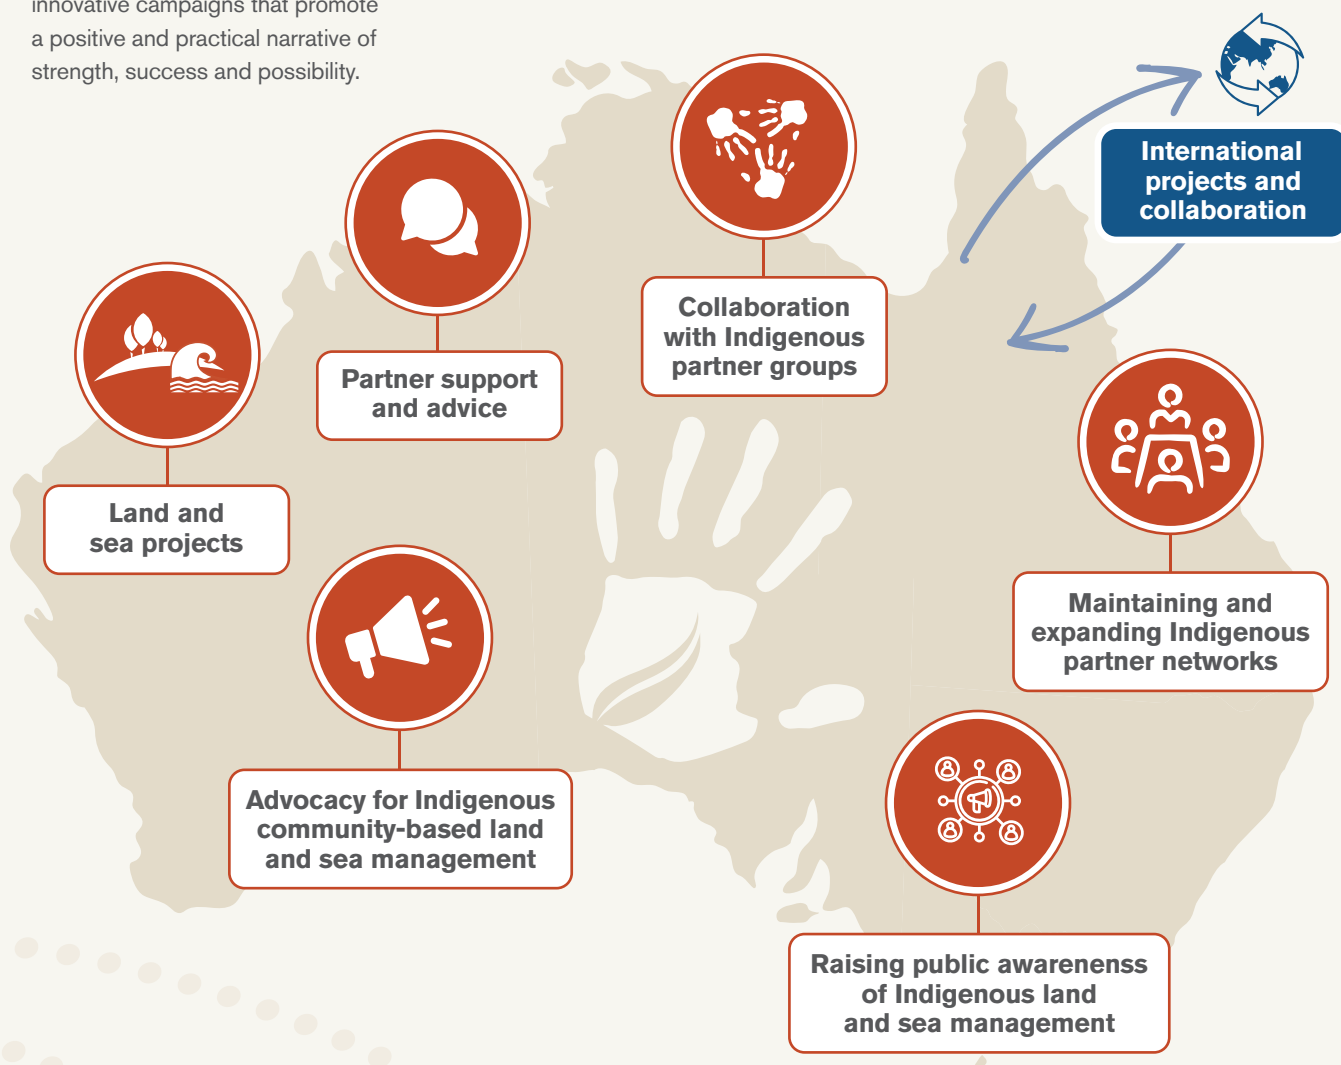 innovative campaigns that promote
a positive and practical narrative of
strength, success and possibility.
International
projects and
collaboration
Collaboration
with Indigenous
partner groups
Partner support
and advice
Land and
sea projects
Maintaining and
expanding Indigenous
partner networks
Advocacy for Indigenous
community-based land
and sea management
Raising public awarenenss
of Indigenous land
and sea management